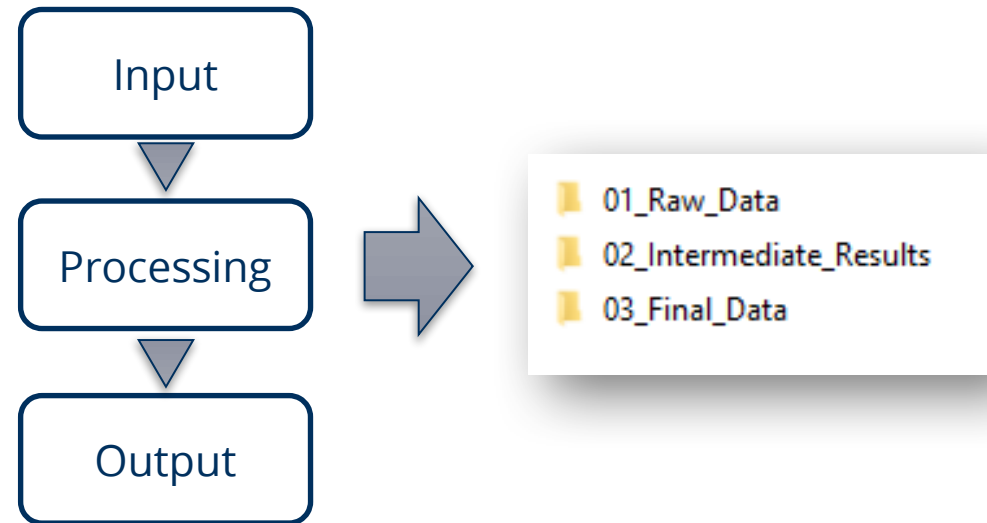 Input
Processing
Output
01_Raw_Data
02_Intermediate_Results
03_Final_Data